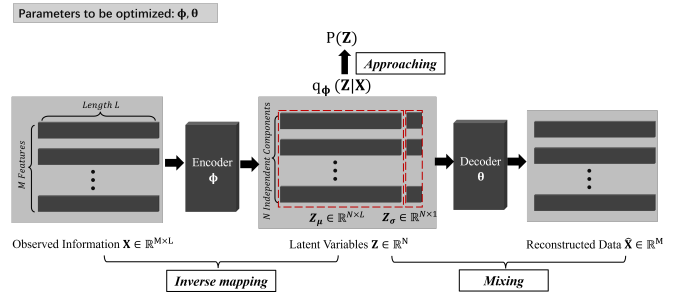 Parameters to be optimized: ϕ, θ
P(Z)
Approaching
qϕ (Z|X)
Length L
M Features
Encoder
ϕ
N Independent Components
Zμ ∈ ℝN×L
Zσ ∈ ℝN×1
Decoder
θ
Observed Information X ∈ ℝM×L
Latent Variables Z ∈ ℝN
Reconstructed Data X̂ ∈ ℝM
Inverse mapping
Mixing